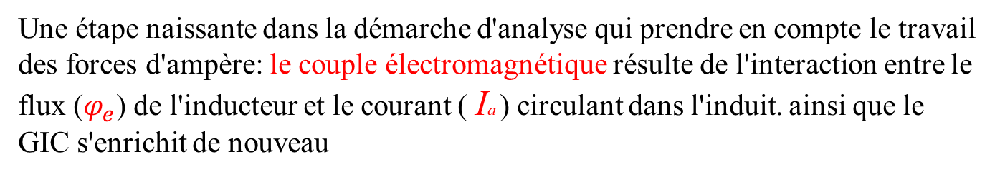 Une étape naissante dans la démarche d'analyse qui prendre en compte le travail
des forces d'ampère: le couple électromagnétique résulte de l'interaction entre le
flux (φₑ) de l'inducteur et le courant ( Iₐ) circulant dans l'induit. ainsi que le
GIC s'enrichit de nouveau